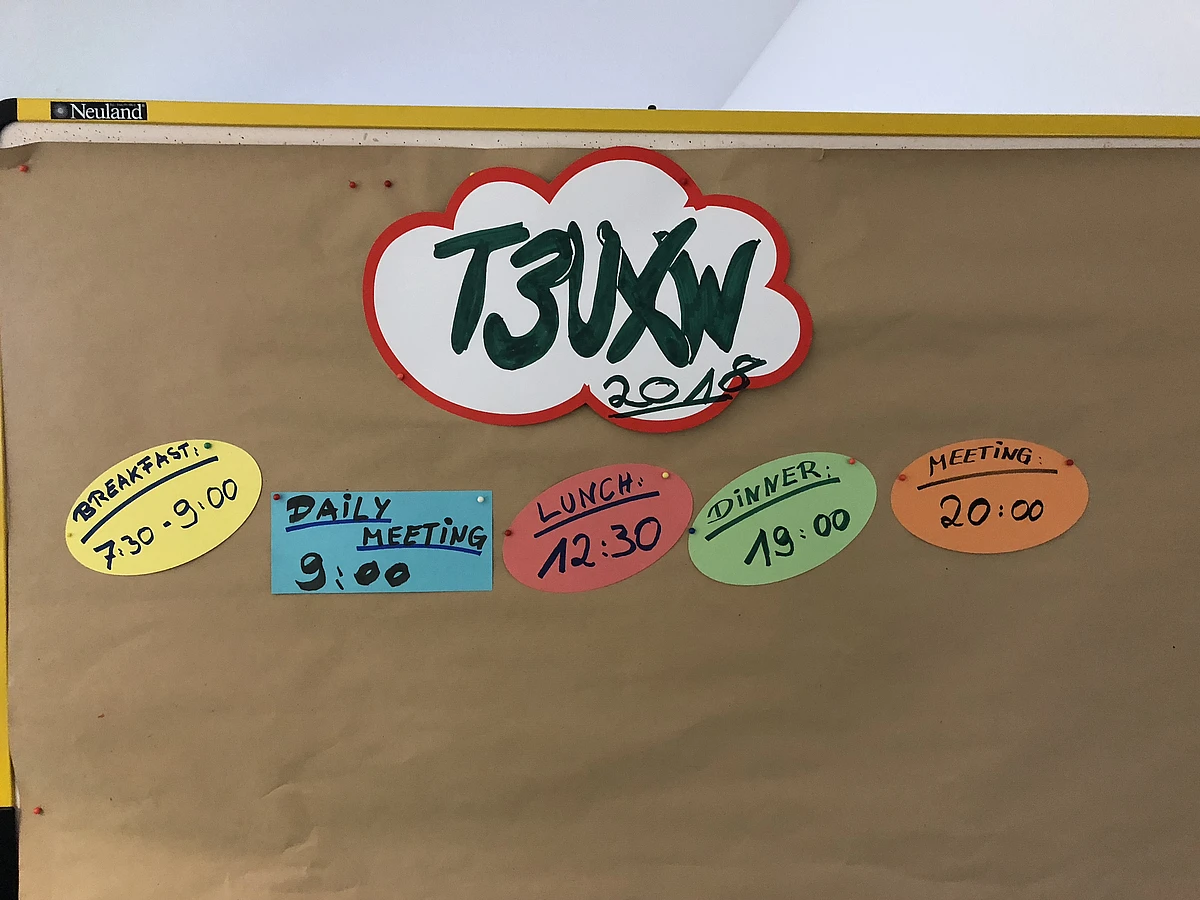 Neuland
T3UXW
2018
BREAKFAST:
7:30-9:00
DAiLY
MEETiNG
9:00
LUNCH:
12:30
DiNNER:
19:00
MEETiNG:
20:00